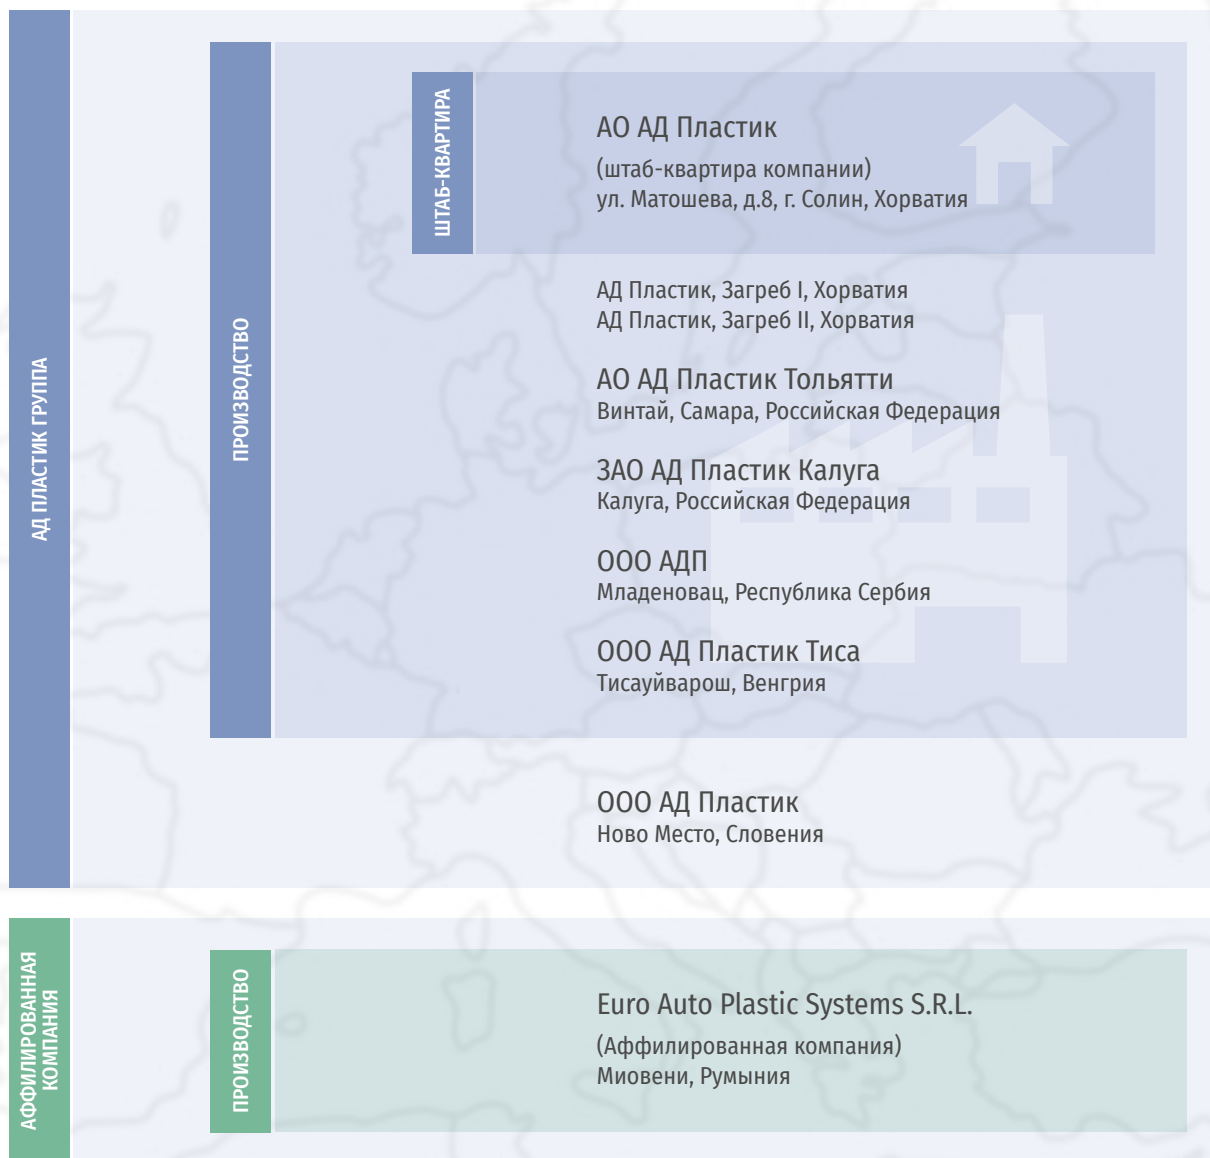 АД ПЛАСТИК ГРУППА
ПРОИЗВОДСТВО
ШТАБ-КВАРТИРА
АО АД Пластик
(штаб-квартира компании)
ул. Матошева, д.8, г. Солин, Хорватия
АД Пластик, Загреб I, Хорватия
АД Пластик, Загреб II, Хорватия
АО АД Пластик Тольятти
Винтай, Самара, Российская Федерация
ЗАО АД Пластик Калуга
Калуга, Российская Федерация
ООО АДП
Младеновац, Республика Сербия
ООО АД Пластик Тиса
Тисауйварош, Венгрия
ООО АД Пластик
Ново Место, Словения
АФФИЛИРОВАННАЯ
КОМПАНИЯ
ПРОИЗВОДСТВО
Euro Auto Plastic Systems S.R.L.
(Аффилированная компания)
Миовени, Румыния